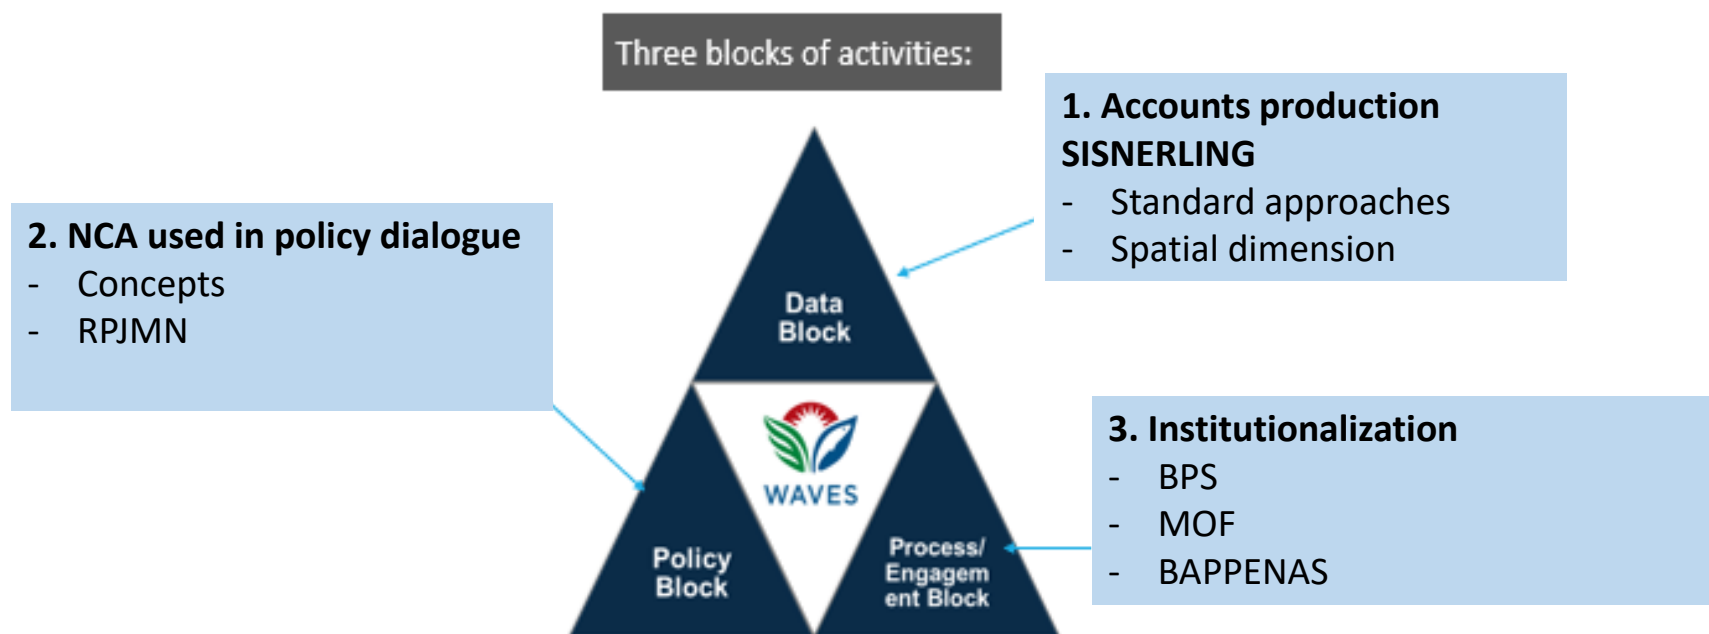 Three blocks of activities:
1. Accounts production
SISNERLING
- Standard approaches
- Spatial dimension
2. NCA used in policy dialogue
- Concepts
- RPJMN
Data
Block
WAVES
Policy
Block
Process/
Engagem
ent Block
3. Institutionalization
- BPS
- MOF
- BAPPENAS